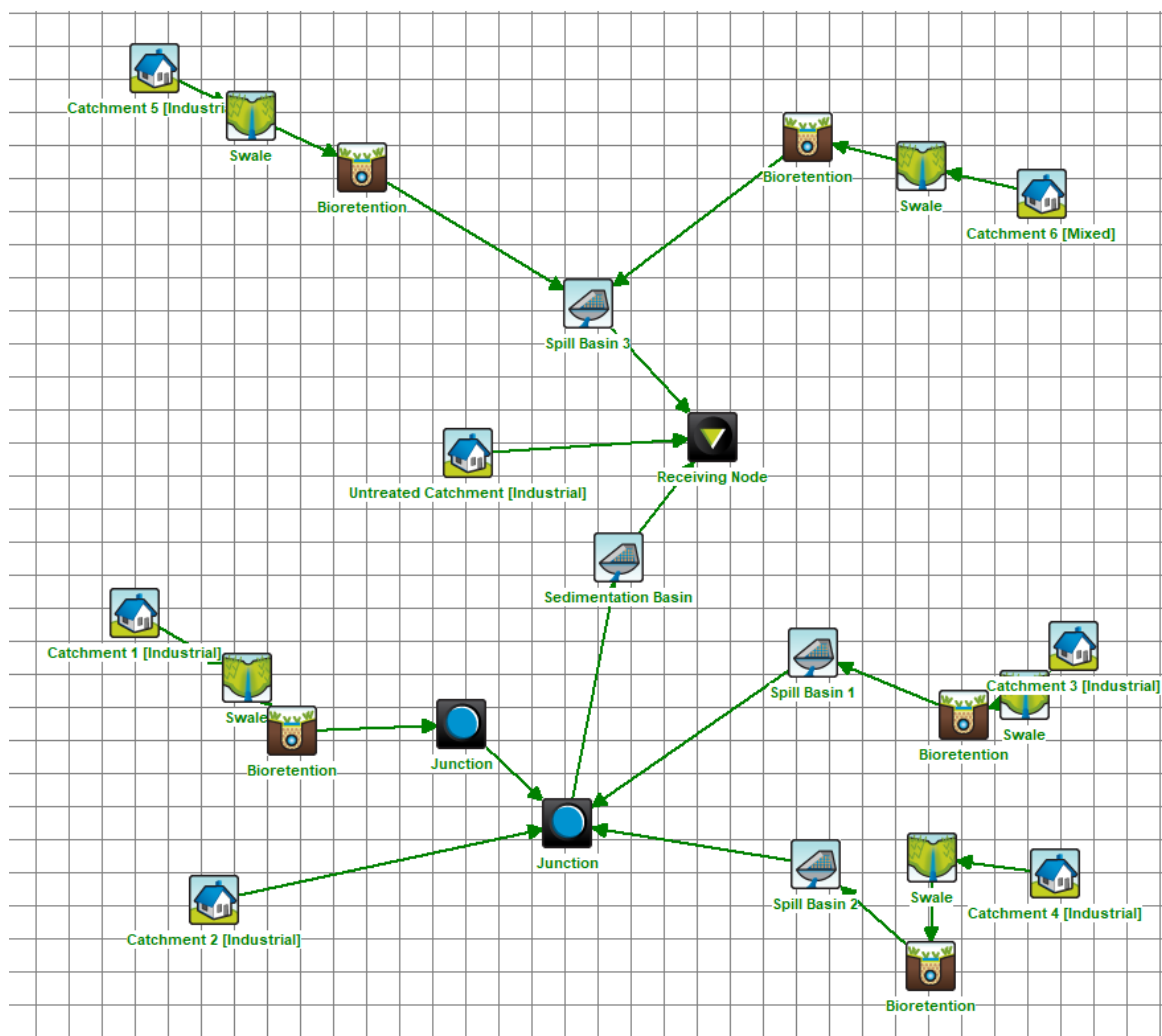 Catchment 5 [Industri
Swale
Bioretention
Bioretention
Swale
Catchment 6 [Mixed]
Spill Basin 3
Receiving Node
Untreated Catchment [Industrial]
Sedimentation Basin
Catchment 1 [Industrial]
Swale
Bioretention
Junction
Spill Basin 1
Catchment 3 [Industrial]
Swale
Bioretention
Junction
Catchment 2 [Industrial]
Spill Basin 2
Swale
Catchment 4 [Industrial]
Bioretention